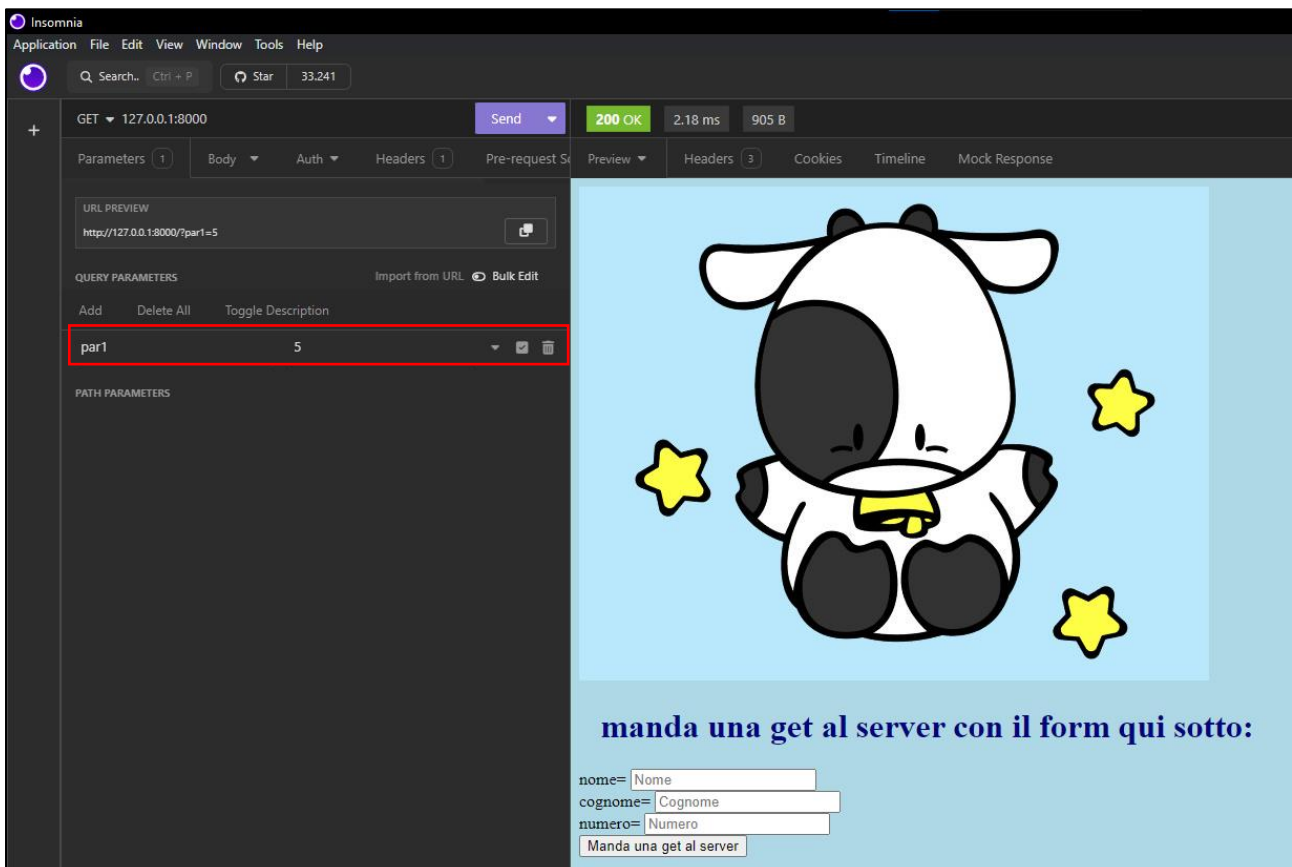 Insomnia
Application File Edit View Window Tools Help
Search.. Ctrl + P Star 33.241
+
GET 127.0.0.1:8000 Send
200 OK 2.18 ms 905 B
Parameters 1 Body Auth Headers 1 Pre-request Sc
Preview Headers 3 Cookies Timeline Mock Response
URL PREVIEW
http://127.0.0.1:8000/?par1=5
QUERY PARAMETERS Import from URL Bulk Edit
Add Delete All Toggle Description
par1 5
PATH PARAMETERS
manda una get al server con il form qui sotto:
nome= Nome
cognome= Cognome
numero= Numero
Manda una get al server